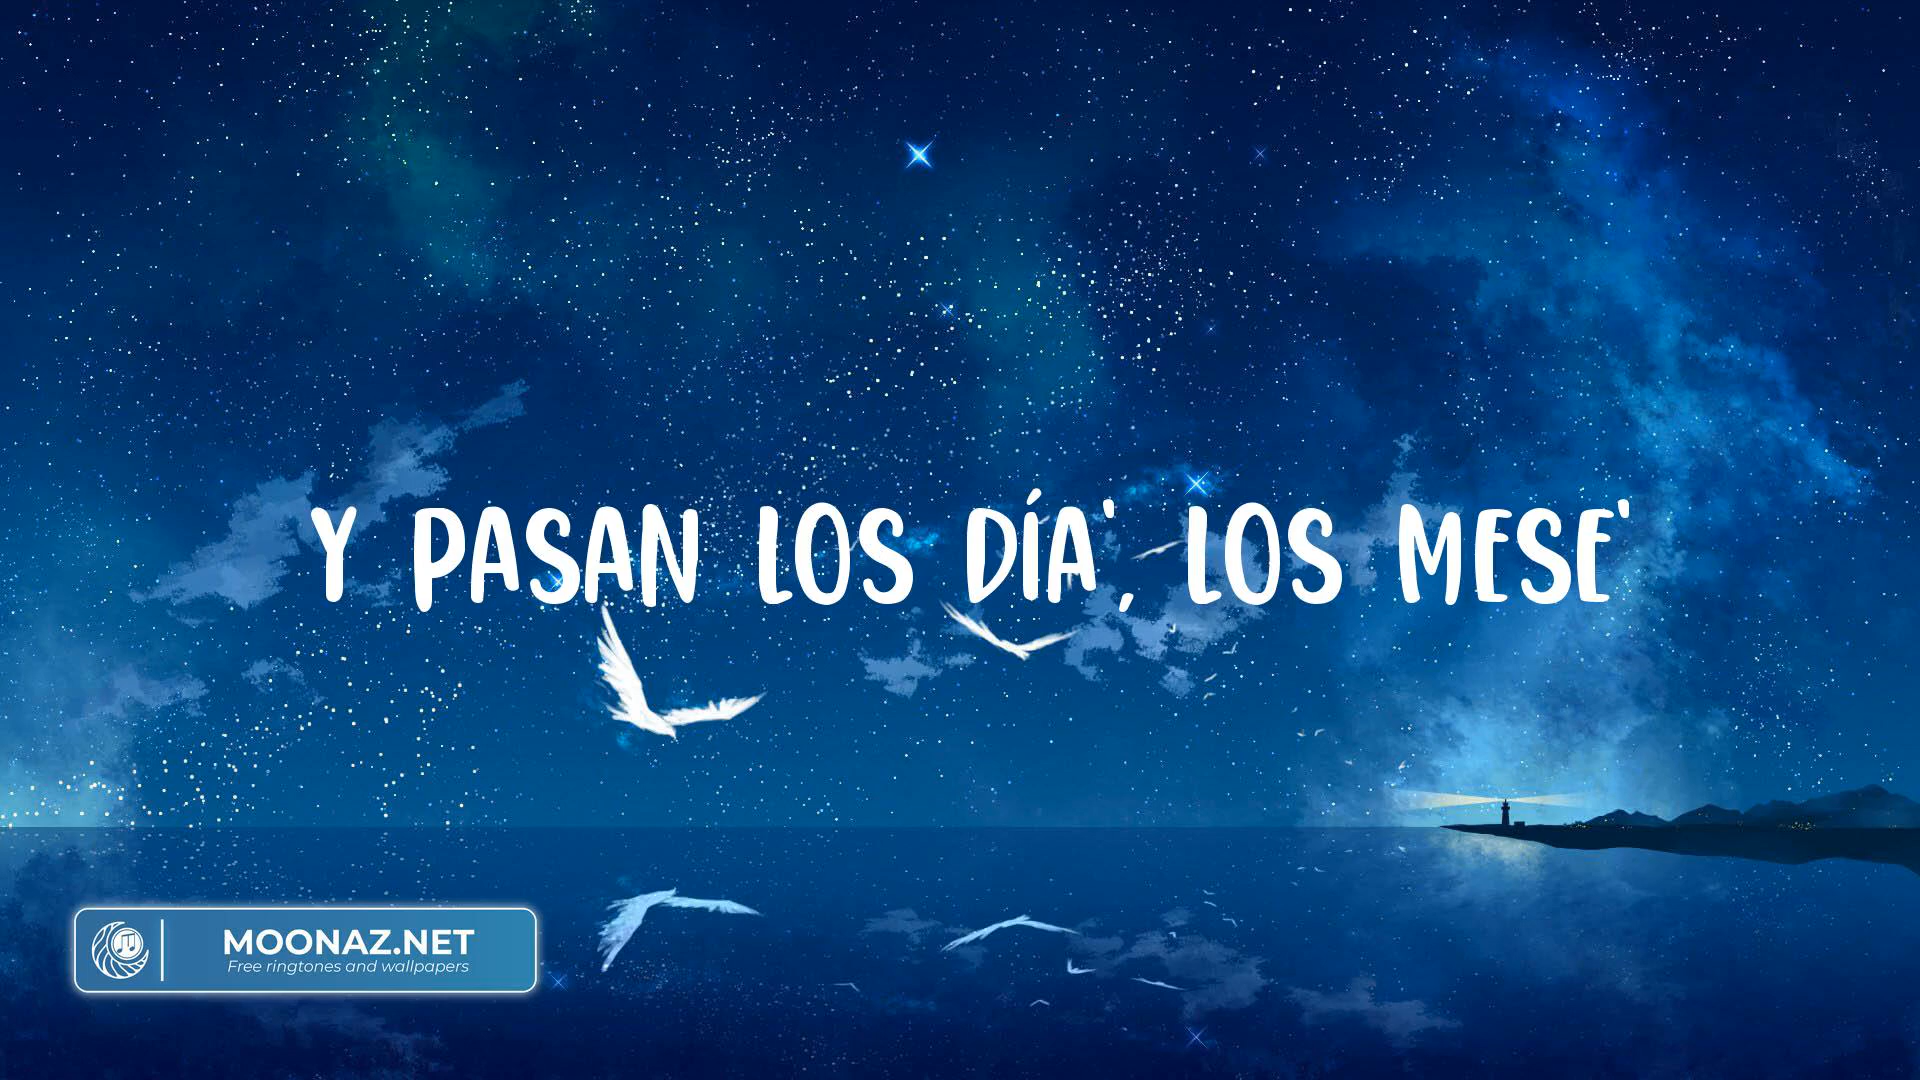 Y PASAN LOS DÍA', LOS MESE'
MOONAZ.NET
Free ringtones and wallpapers